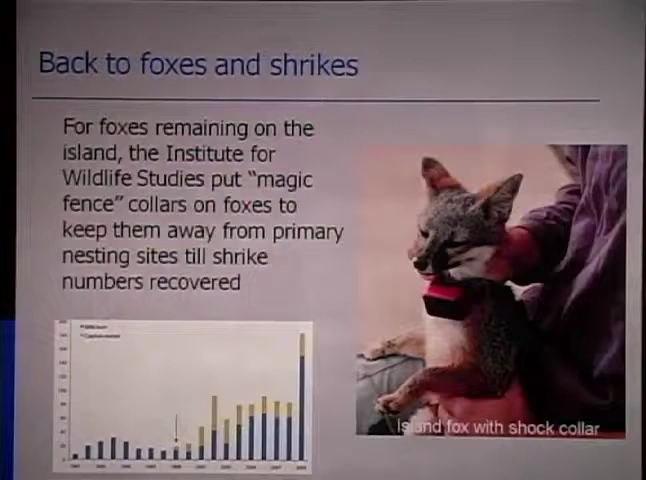 Back to foxes and shrikes
For foxes remaining on the
island, the Institute for
Wildlife Studies put “magic
fence” collars on foxes to
keep them away from primary
nesting sites till shrike
numbers recovered
Island fox with shock collar